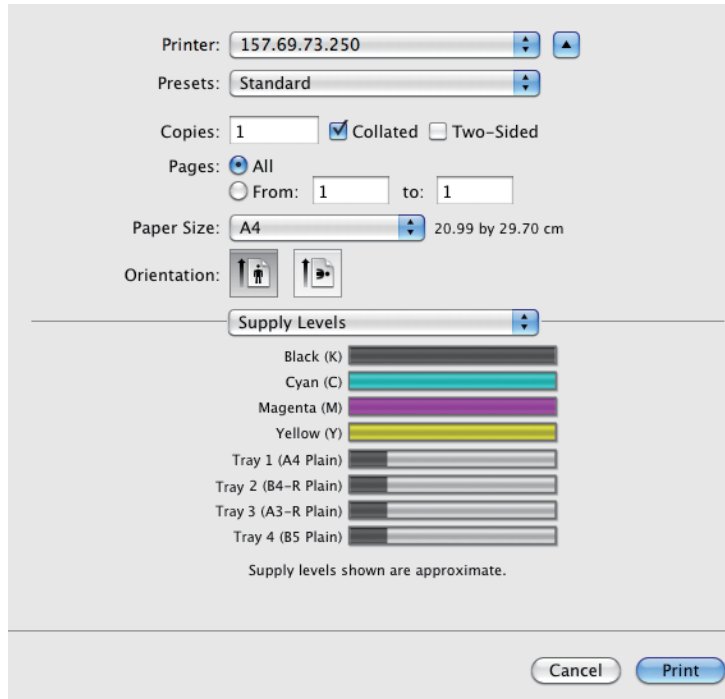 Printer: 157.69.73.250
Presets: Standard
Copies: 1 Collated Two-Sided
Pages: All
From: 1 to: 1
Paper Size: A4 20.99 by 29.70 cm
Orientation:
Supply Levels
Black (K)
Cyan (C)
Magenta (M)
Yellow (Y)
Tray 1 (A4 Plain)
Tray 2 (B4-R Plain)
Tray 3 (A3-R Plain)
Tray 4 (B5 Plain)
Supply levels shown are approximate.
Cancel Print